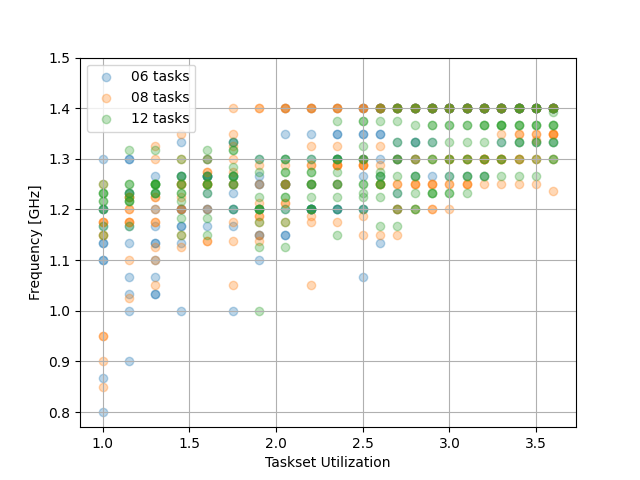 1.5
1.4
1.3
1.2
1.1
1.0
0.9
0.8
Frequency [GHz]
06 tasks
08 tasks
12 tasks
1.0 1.5 2.0 2.5 3.0 3.5
Taskset Utilization